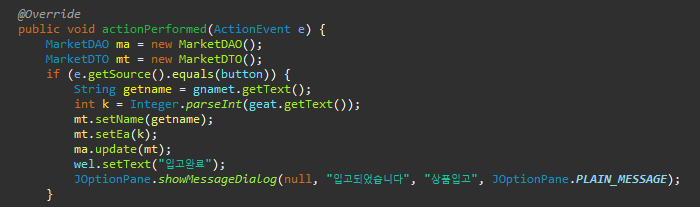 @Override
public void actionPerformed(ActionEvent e) {
MarketDAO ma = new MarketDAO();
MarketDTO mt = new MarketDTO();
if (e.getSource().equals(button)) {
String getname = gnamet.getText();
int k = Integer.parseInt(geat.getText());
mt.setName(getname);
mt.setEa(k);
ma.update(mt);
wel.setText("입고완료");
JOptionPane.showMessageDialog(null, "입고되었습니다", "상품입고", JOptionPane.PLAIN_MESSAGE);
}